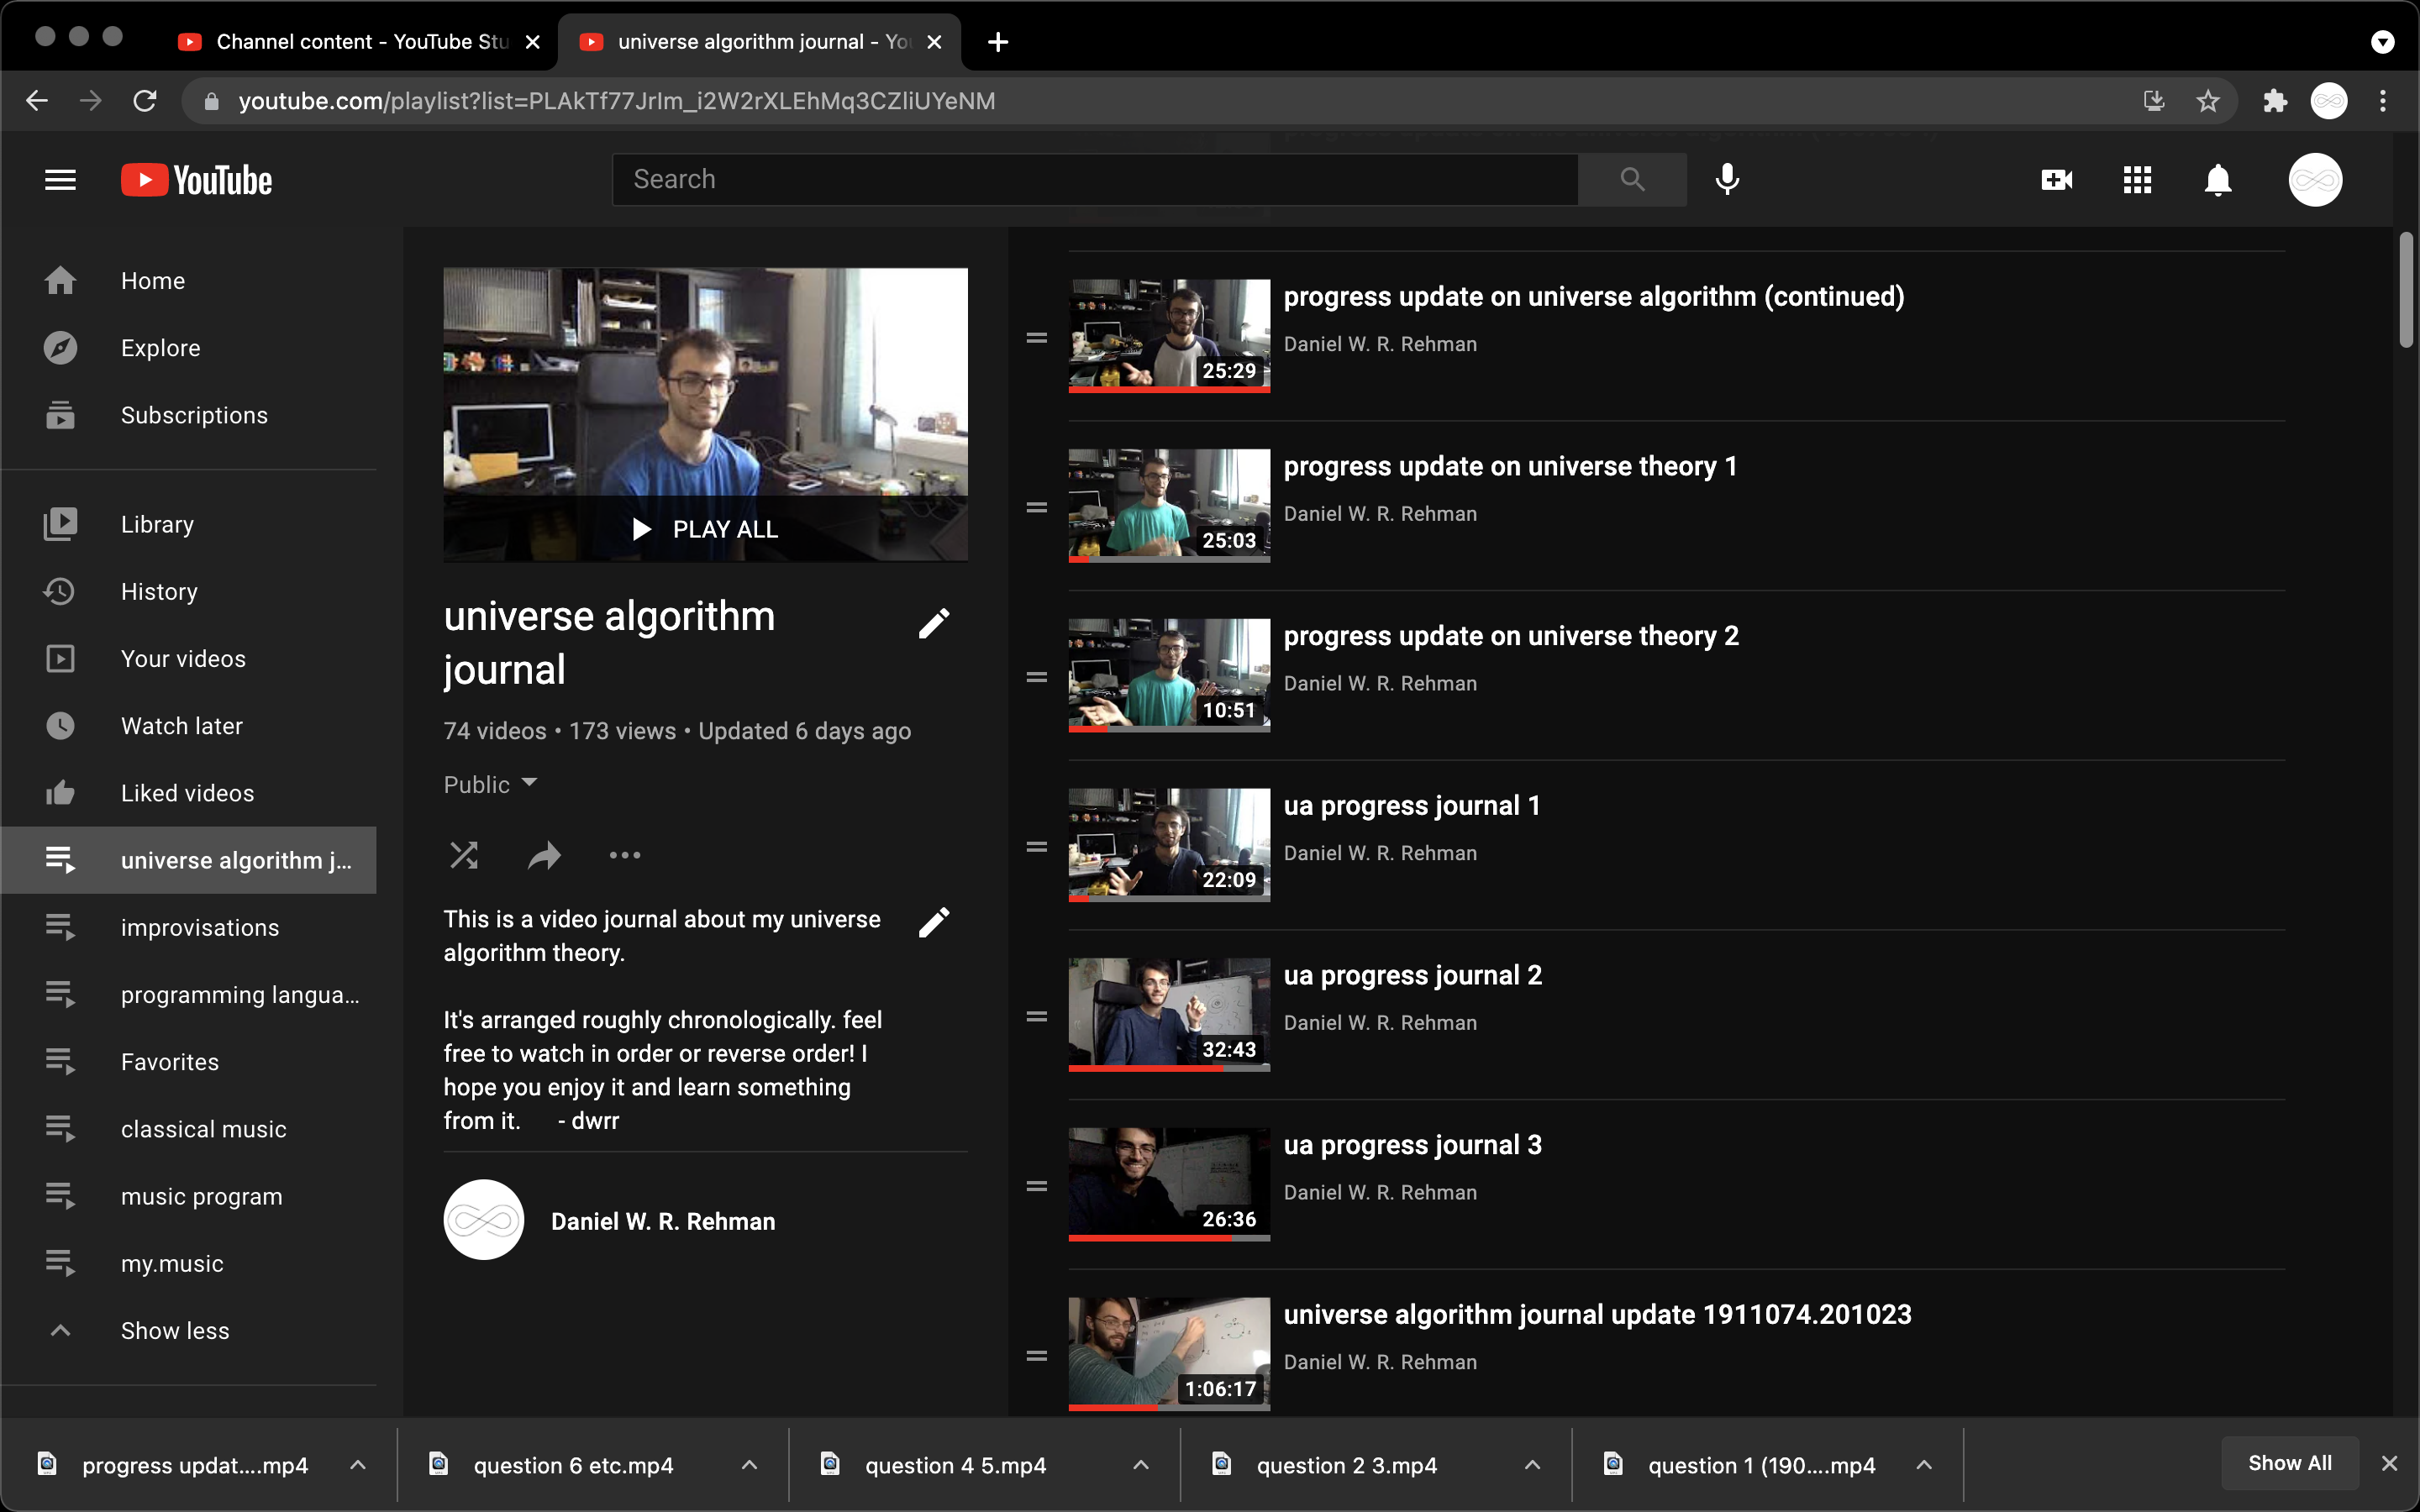 Channel content - YouTube Stu
universe algorithm journal - You
youtube.com/playlist?list=PLAkTf77JrIm_i2W2rXLEhMq3CZliUYeNM
YouTube
Search
Home
Explore
Subscriptions
Library
History
Your videos
Watch later
Liked videos
universe algorithm j...
improvisations
programming langua...
Favorites
classical music
music program
my.music
Show less
PLAY ALL
universe algorithm
journal
74 videos • 173 views • Updated 6 days ago
Public
This is a video journal about my universe
algorithm theory.
It's arranged roughly chronologically. feel
free to watch in order or reverse order! I
hope you enjoy it and learn something
from it. - dwrr
Daniel W. R. Rehman
progress update on universe algorithm (continued)
Daniel W. R. Rehman
25:29
progress update on universe theory 1
Daniel W. R. Rehman
25:03
progress update on universe theory 2
Daniel W. R. Rehman
10:51
ua progress journal 1
Daniel W. R. Rehman
22:09
ua progress journal 2
Daniel W. R. Rehman
32:43
ua progress journal 3
Daniel W. R. Rehman
26:36
universe algorithm journal update 1911074.201023
Daniel W. R. Rehman
1:06:17
progress updat....mp4
question 6 etc.mp4
question 4 5.mp4
question 2 3.mp4
question 1 (190....mp4
Show All